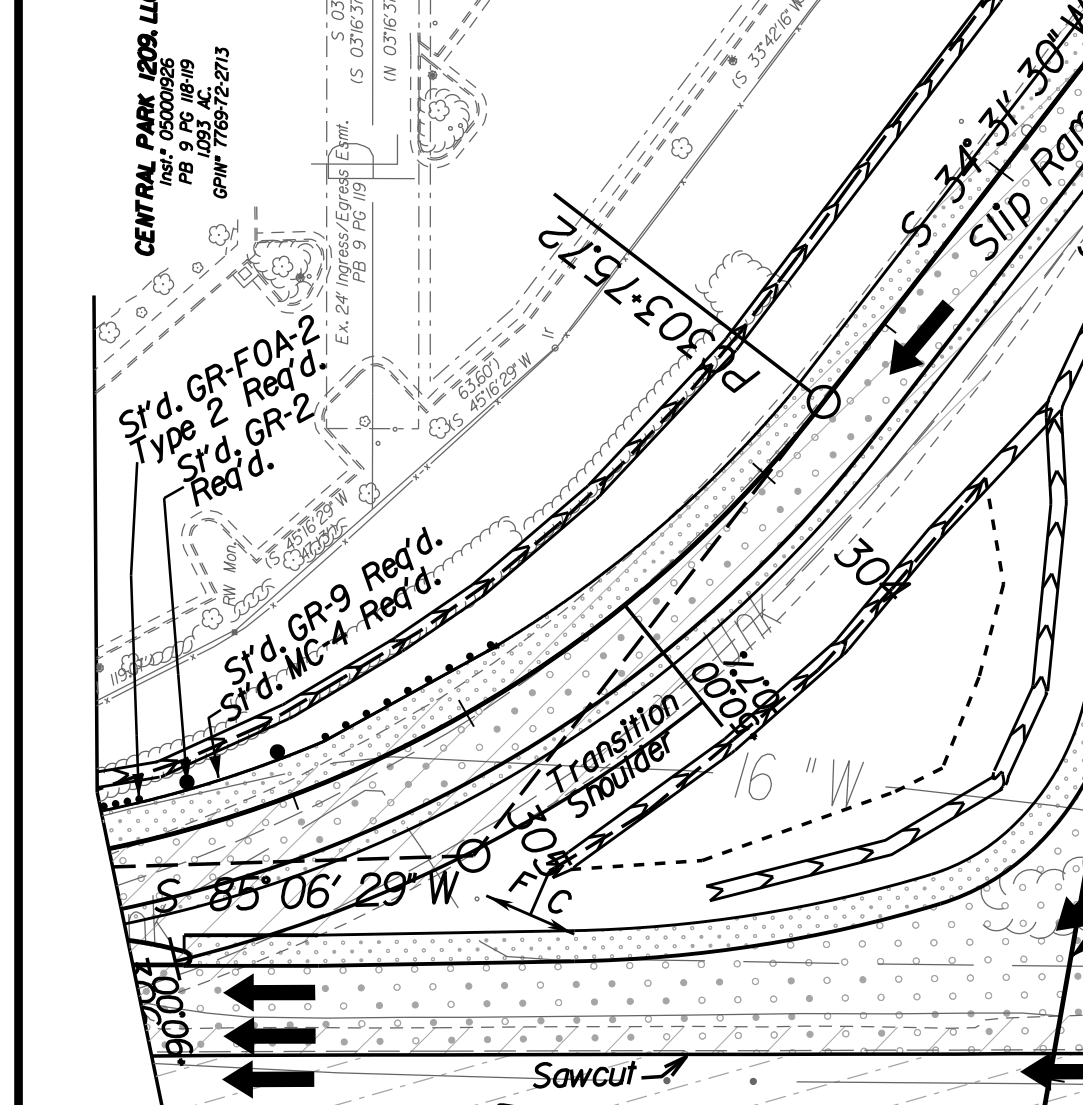 CENTRAL PARK 1209, LL
Inst.# 050001926
PB 9 PG 118-119
1.093 AC.
GPIN# 7769-72-2713
S 03
(S 03°16'37
(N 03°16'37
Ex. 24' Ingress/Egress Esmt.
PB 9 PG 119
(S 33°42'16" W
S 34° 31' 30" W
Slip Ram
PC 303+75.72
St'd. GR-FOA-2
Type 2 Req'd.
St'd. GR-2
Req'd.
63.60')
(S 45°16'29" W
(S 45°16'29" W
RW Mon.
St'd. GR-9 Req'd.
St'd. MC-4 Req'd.
304
Transition
Shoulder
16 "W
305
F
C
S 85° 06' 29" W
+90.00
Sawcut